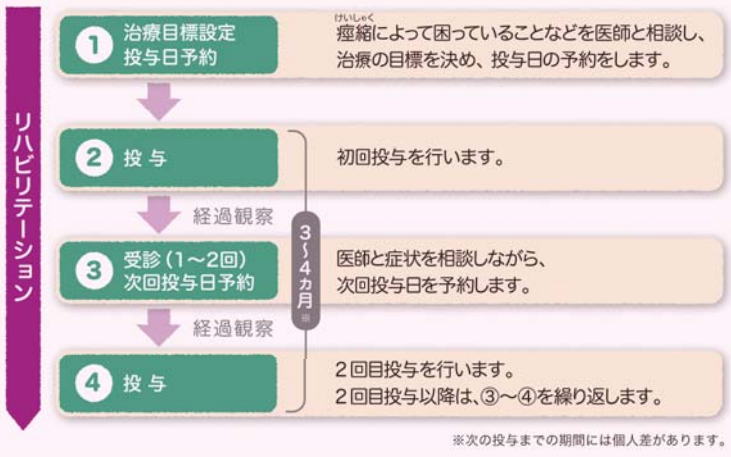 リハビリテーション
1 治療目標設定
投与日予約
けいしゅく
痙縮によって困っていることなどを医師と相談し、
治療の目標を決め、投与日の予約をします。
2 投与
初回投与を行います。
経過観察
3〜4ヵ月※
3 受診(1〜2回)
次回投与日予約
医師と症状を相談しながら、
次回投与日を予約します。
経過観察
4 投与
2回目投与を行います。
2回目投与以降は、③〜④を繰り返します。
※次の投与までの期間には個人差があります。